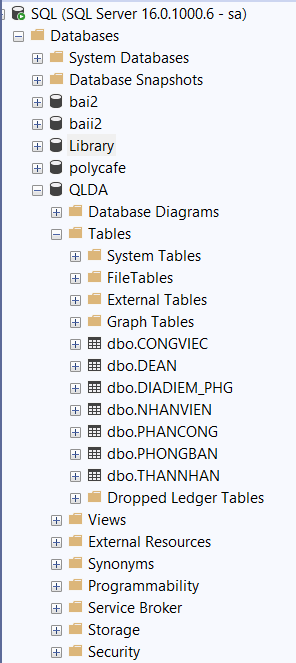 SQL (SQL Server 16.0.1000.6 - sa)
Databases
System Databases
Database Snapshots
bai2
baii2
Library
polycafe
QLDA
Database Diagrams
Tables
System Tables
FileTables
External Tables
Graph Tables
dbo.CONGVIEC
dbo.DEAN
dbo.DIADIEM_PHG
dbo.NHANVIEN
dbo.PHANCONG
dbo.PHONGBAN
dbo.THANNHAN
Dropped Ledger Tables
Views
External Resources
Synonyms
Programmability
Service Broker
Storage
Security